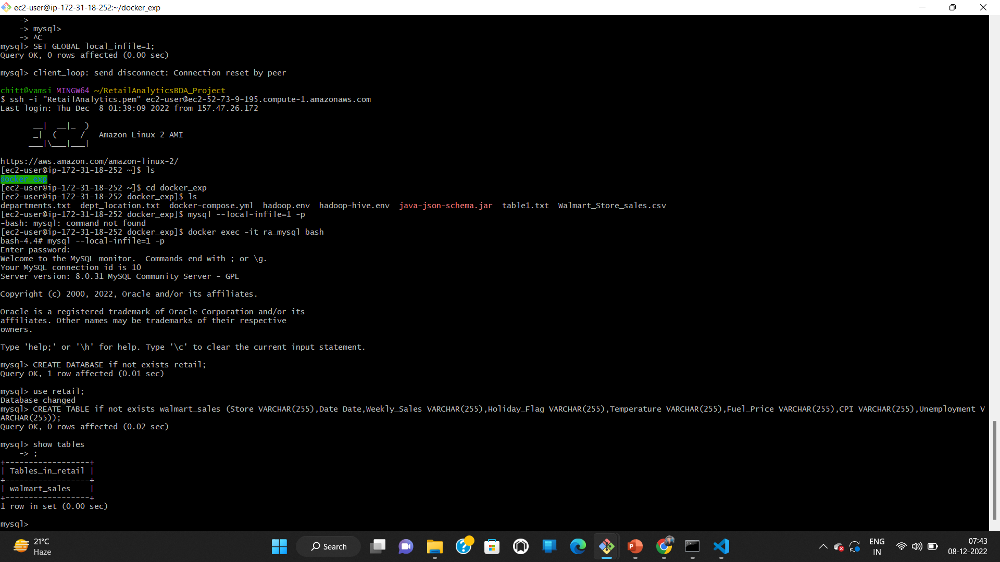 ec2-user@ip-172-31-18-252:~/docker_exp
    ->
    -> mysql>
    -> ^C
mysql> SET GLOBAL local_infile=1;
Query OK, 0 rows affected (0.00 sec)
mysql> client_loop: send disconnect: Connection reset by peer
chitt@vamsi MINGW64 ~/RetailAnalyticsBDA_Project
$ ssh -i "RetailAnalytics.pem" ec2-user@ec2-52-73-9-195.compute-1.amazonaws.com
Last login: Thu Dec  8 01:39:09 2022 from 157.47.26.172
       __|  __|_  )
       _|  (     /   Amazon Linux 2 AMI
      ___|\___|___|
https://aws.amazon.com/amazon-linux-2/
[ec2-user@ip-172-31-18-252 ~]$ ls
docker_exp
[ec2-user@ip-172-31-18-252 ~]$ cd docker_exp
[ec2-user@ip-172-31-18-252 docker_exp]$ ls
departments.txt  dept_location.txt  docker-compose.yml  hadoop.env  hadoop-hive.env  java-json-schema.jar  table1.txt  Walmart_Store_sales.csv
[ec2-user@ip-172-31-18-252 docker_exp]$ mysql --local-infile=1 -p
-bash: mysql: command not found
[ec2-user@ip-172-31-18-252 docker_exp]$ docker exec -it ra_mysql bash
bash-4.4# mysql --local-infile=1 -p
Enter password:
Welcome to the MySQL monitor.  Commands end with ; or \g.
Your MySQL connection id is 10
Server version: 8.0.31 MySQL Community Server - GPL
Copyright (c) 2000, 2022, Oracle and/or its affiliates.
Oracle is a registered trademark of Oracle Corporation and/or its
affiliates. Other names may be trademarks of their respective
owners.
Type 'help;' or '\h' for help. Type '\c' to clear the current input statement.
mysql> CREATE DATABASE if not exists retail;
Query OK, 1 row affected (0.01 sec)
mysql> use retail;
Database changed
mysql> CREATE TABLE if not exists walmart_sales (Store VARCHAR(255),Date Date,Weekly_Sales VARCHAR(255),Holiday_Flag VARCHAR(255),Temperature VARCHAR(255),Fuel_Price VARCHAR(255),CPI VARCHAR(255),Unemployment V
ARCHAR(255));
Query OK, 0 rows affected (0.02 sec)
mysql> show tables
    -> ;
+------------------+
| Tables_in_retail |
+------------------+
| walmart_sales    |
+------------------+
1 row in set (0.00 sec)
mysql>
21°C
Haze
Search
ENG
IN
07:43
08-12-2022